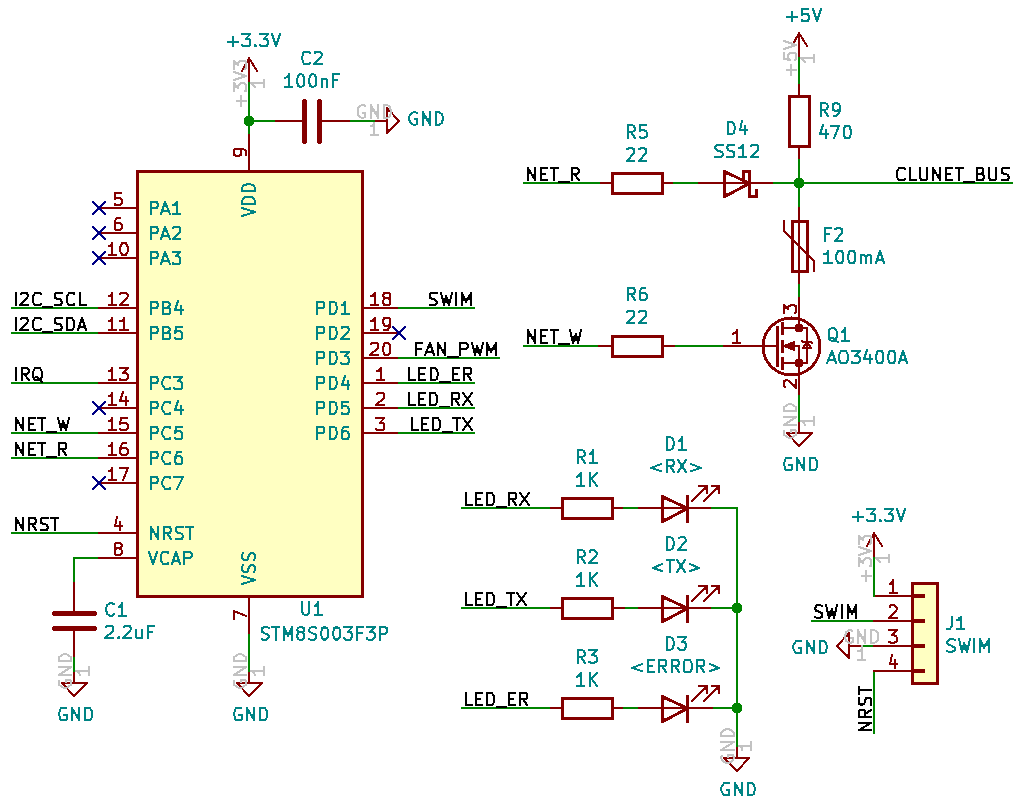 +3.3V
+3V3
1
C2
100nF
GND
1
GND
9
VDD
5 PA1
6 PA2
10 PA3
I2C_SCL 12 PB4
I2C_SDA 11 PB5
IRQ 13 PC3
14 PC4
NET_W 15 PC5
NET_R 16 PC6
17 PC7
NRST 4 NRST
8 VCAP
PD1 18 SWIM
PD2 19
PD3 20 FAN_PWM
PD4 1 LED_ER
PD5 2 LED_RX
PD6 3 LED_TX
VSS
7
U1
STM8S003F3P
C1
2.2uF
GND
1
GND
GND
1
GND
+5V
+5V
1
R9
470
NET_R
R5
22
D4
SS12
CLUNET_BUS
F2
100mA
NET_W
R6
22
1
3
2
Q1
AO3400A
GND
1
GND
LED_RX
R1
1K
D1
<RX>
LED_TX
R2
1K
D2
<TX>
LED_ER
R3
1K
D3
<ERROR>
GND
1
GND
+3.3V
+3V3
1
1
SWIM 2
GND
GND
1
3
4
NRST
J1
SWIM